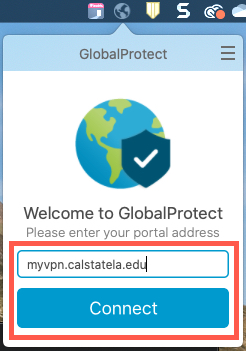 GlobalProtect
Welcome to GlobalProtect
Please enter your portal address
myvpn.calstatela.edu
Connect